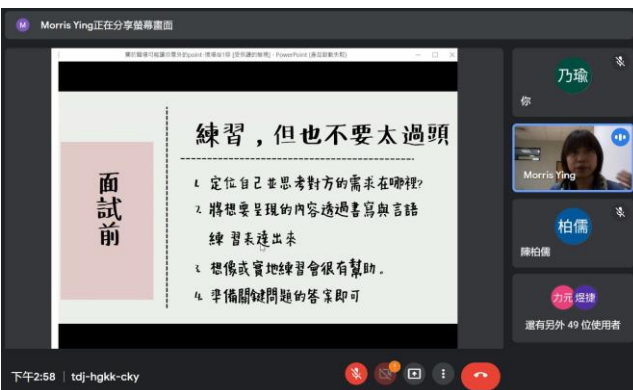 M Morris Ying正在分享螢幕畫面
PowerPoint
面試前
練習，但也不要太過頭
1. 定位自己並思考對方的需求在哪裡?
2. 將想要呈現的內容透過書寫與言語
練習表達出來
3. 想像或實地練習會很有幫助。
4. 準備關鍵問題的答案即可
乃瑜
你
Morris Ying
柏儒
陳柏儒
力元 煜捷
還有另外 49 位使用者
下午2:58 | tdj-hgkk-cky